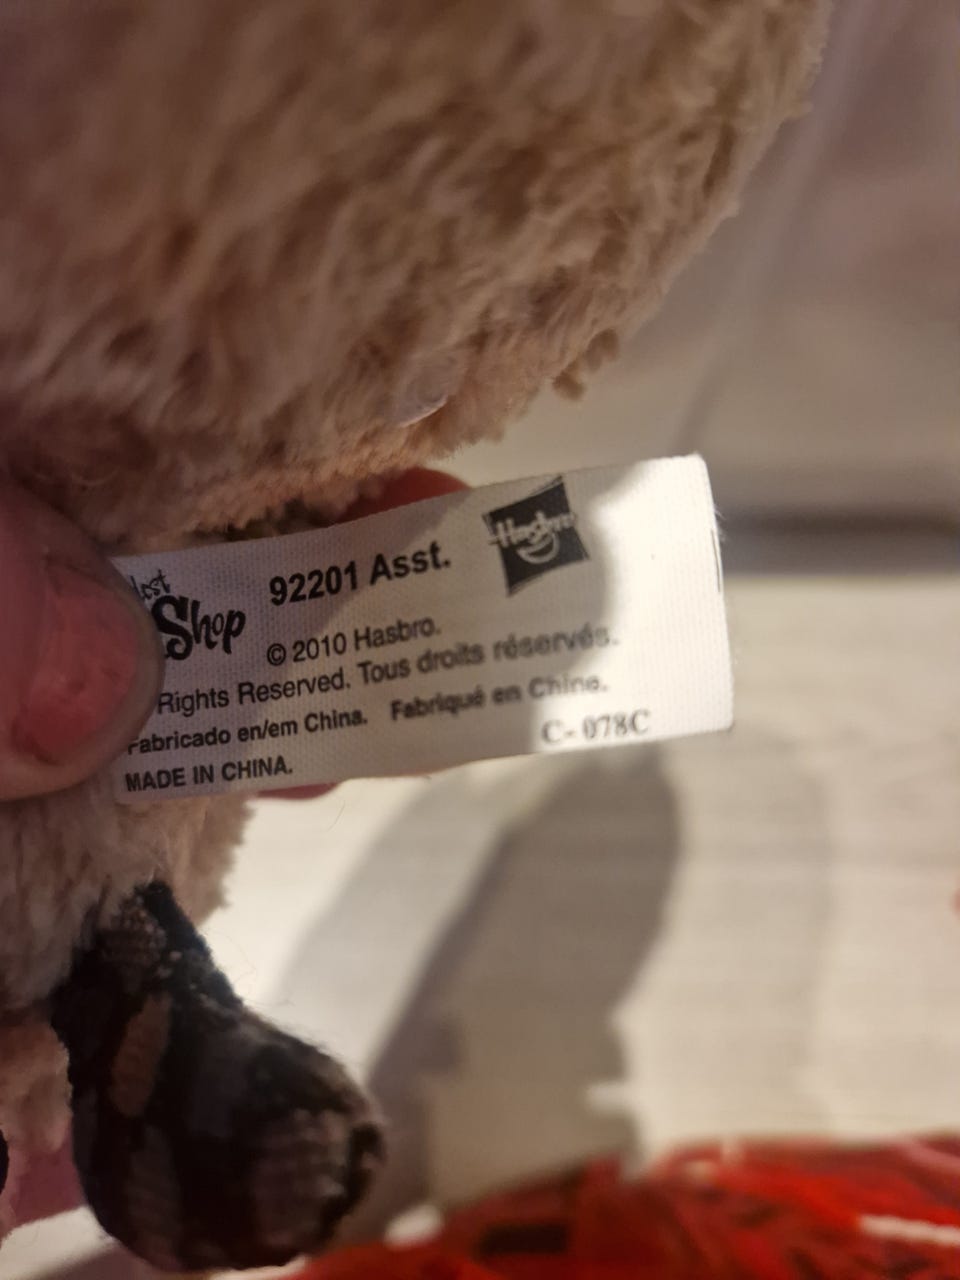 Shop
92201 Asst.
Hasbro
© 2010 Hasbro.
Rights Reserved. Tous droits réservés.
Fabricado en/em China. Fabriqué en Chine.
MADE IN CHINA.
C- 078C